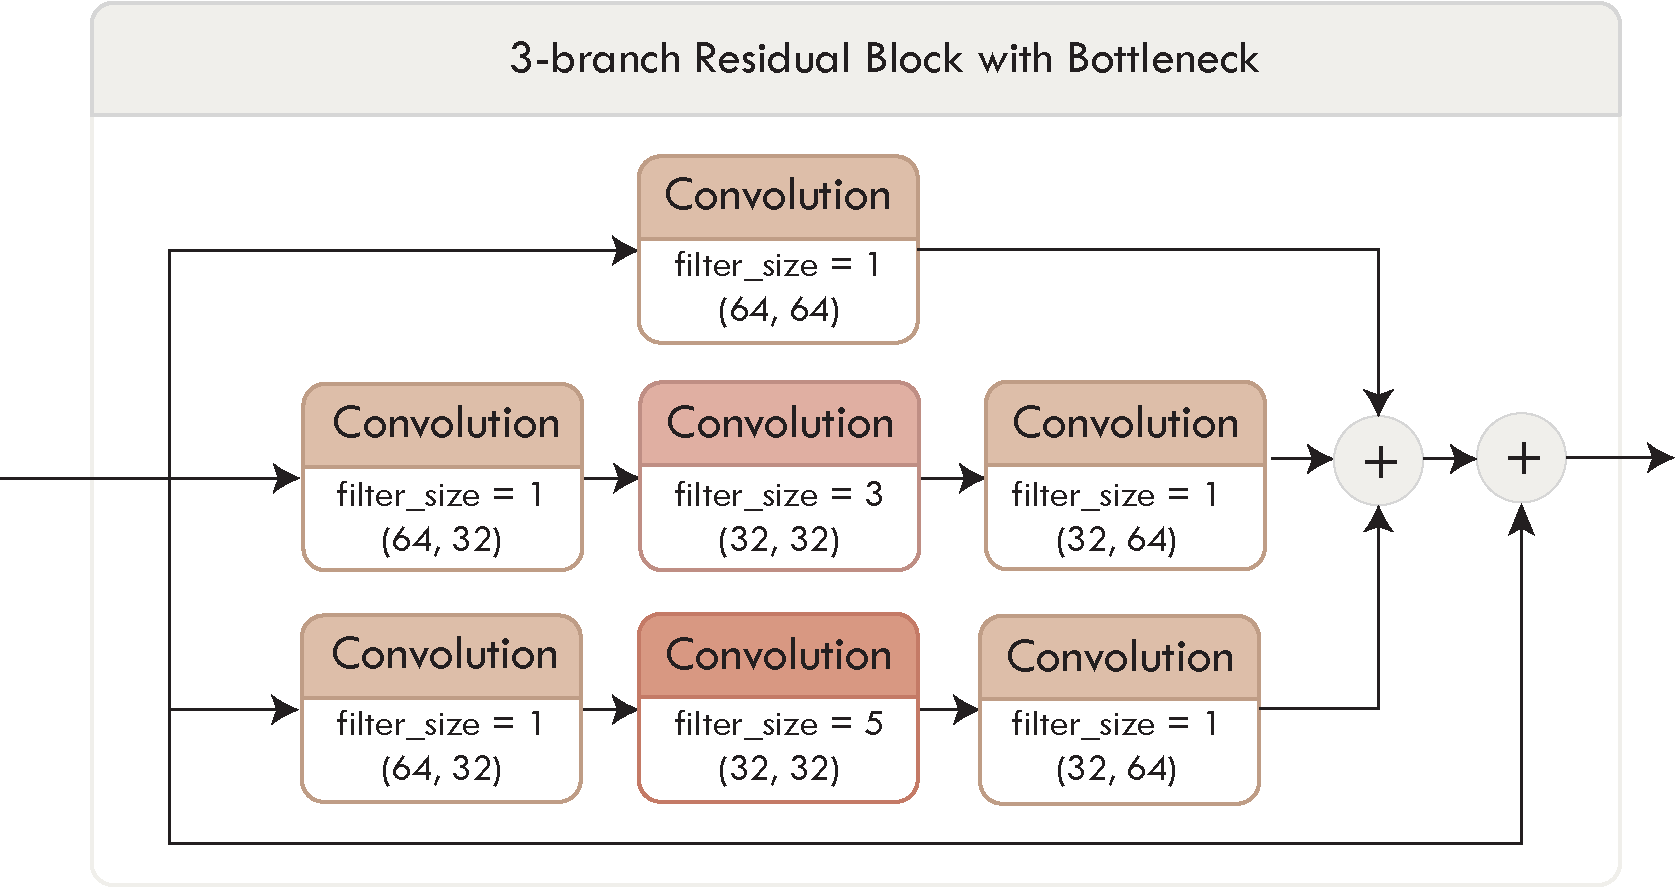 3-branch Residual Block with Bottleneck
Convolution
filter_size = 1
(64, 64)
Convolution
filter_size = 1
(64, 32)
Convolution
filter_size = 3
(32, 32)
Convolution
filter_size = 1
(32, 64)
+
+
Convolution
filter_size = 1
(64, 32)
Convolution
filter_size = 5
(32, 32)
Convolution
filter_size = 1
(32, 64)